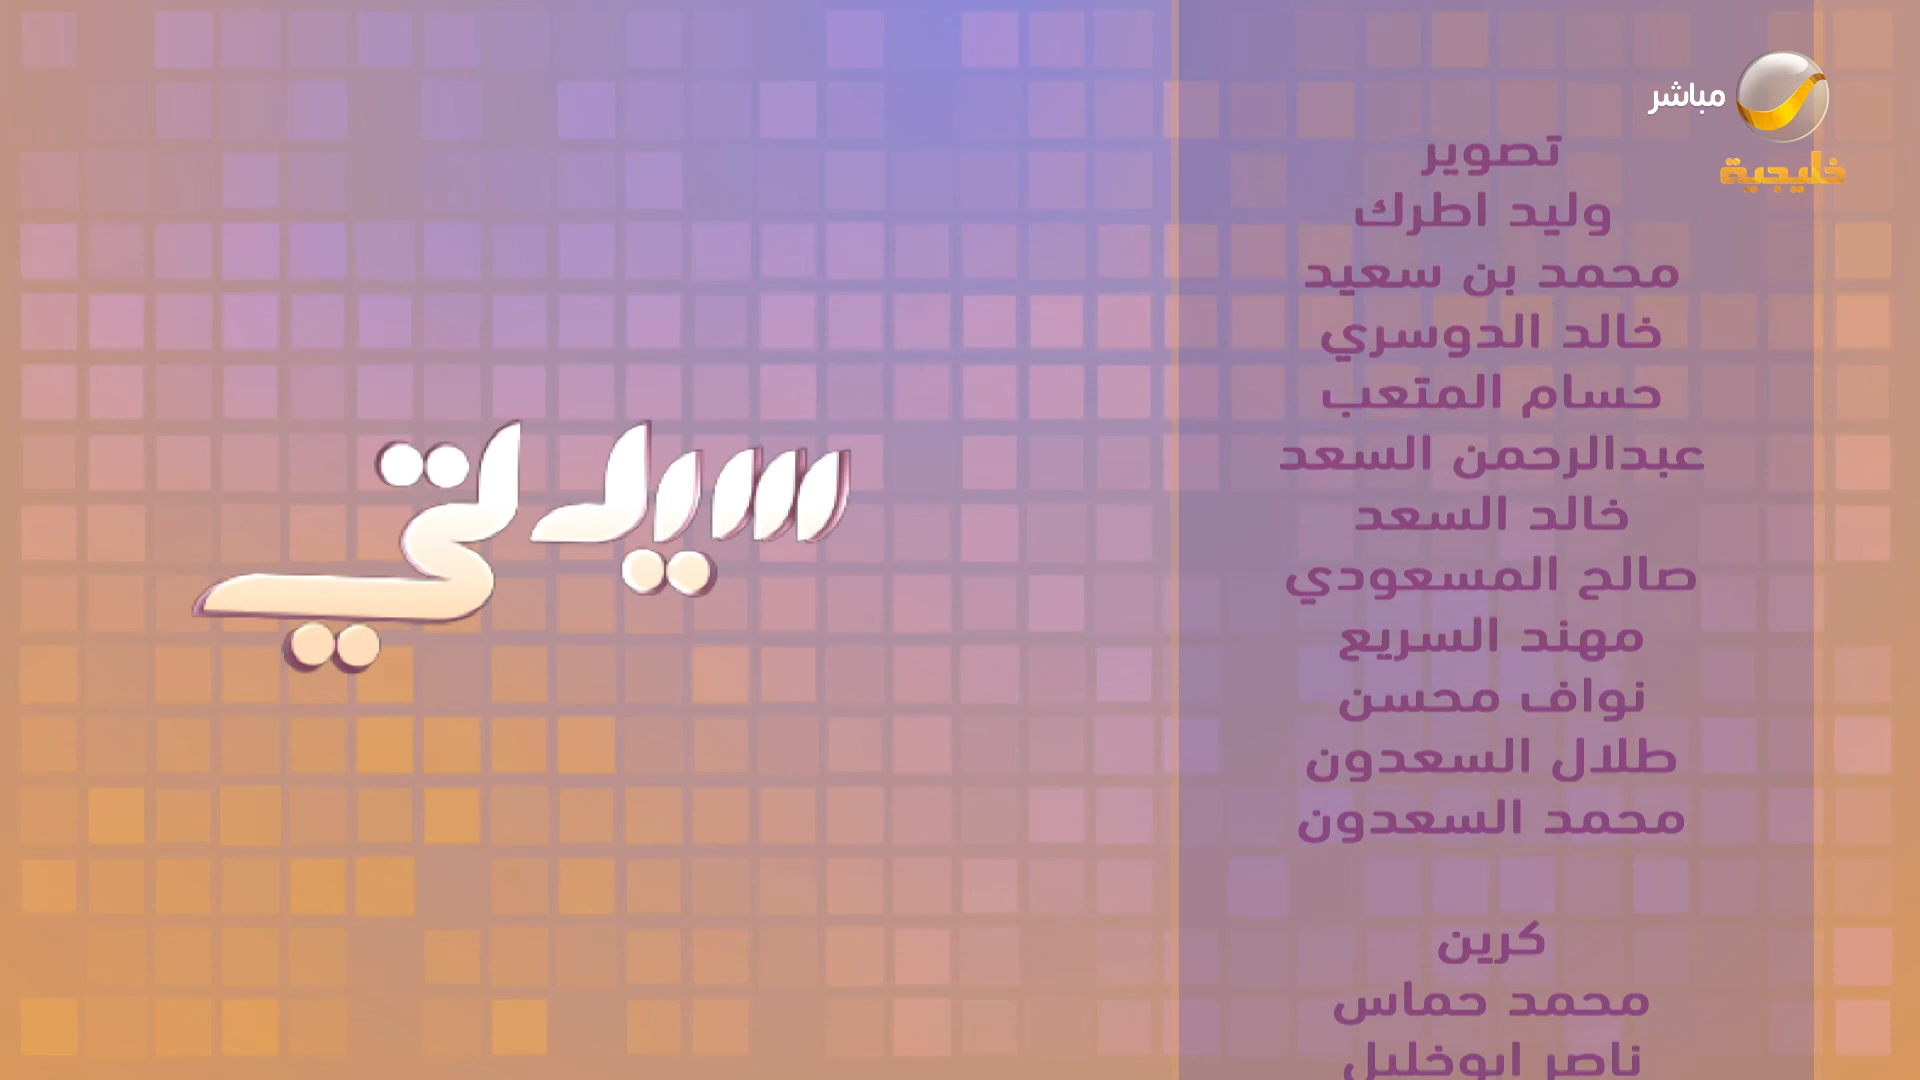 مباشر
خليجية
سيدتي
تصوير
وليد اطرك
محمد بن سعيد
خالد الدوسري
حسام المتعب
عبدالرحمن السعد
خالد السعد
صالح المسعودي
مهند السريع
نواف محسن
طلال السعدون
محمد السعدون
كرين
محمد حماس
ناصر ابوخليل